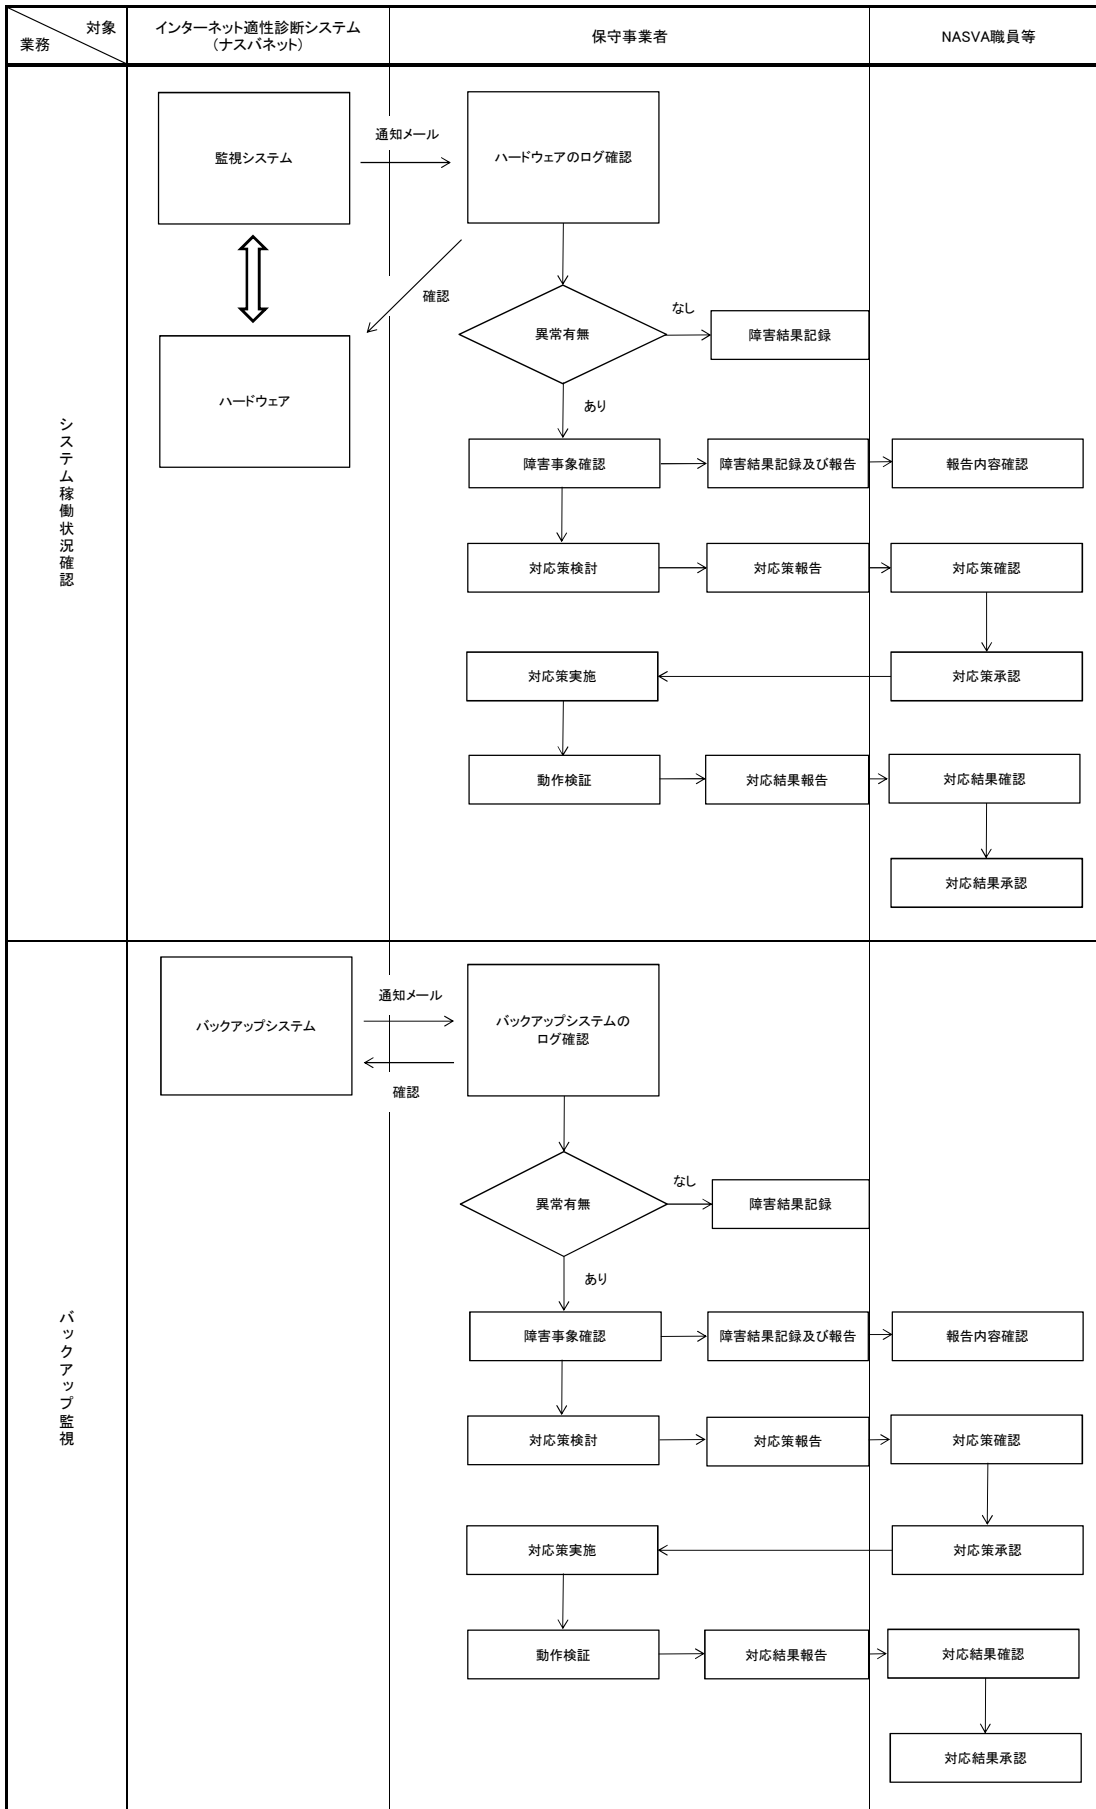 対象
業務
インターネット適性診断システム
(ナスバネット)
保守事業者
NASVA職員等
システム稼働状況確認
監視システム
通知メール
ハードウェアのログ確認
確認
ハードウェア
異常有無
なし
障害結果記録
あり
障害事象確認
障害結果記録及び報告
報告内容確認
対応策検討
対応策報告
対応策確認
対応策実施
対応策承認
動作検証
対応結果報告
対応結果確認
対応結果承認
バックアップ監視
バックアップシステム
通知メール
確認
バックアップシステムの
ログ確認
異常有無
なし
障害結果記録
あり
障害事象確認
障害結果記録及び報告
報告内容確認
対応策検討
対応策報告
対応策確認
対応策実施
対応策承認
動作検証
対応結果報告
対応結果確認
対応結果承認